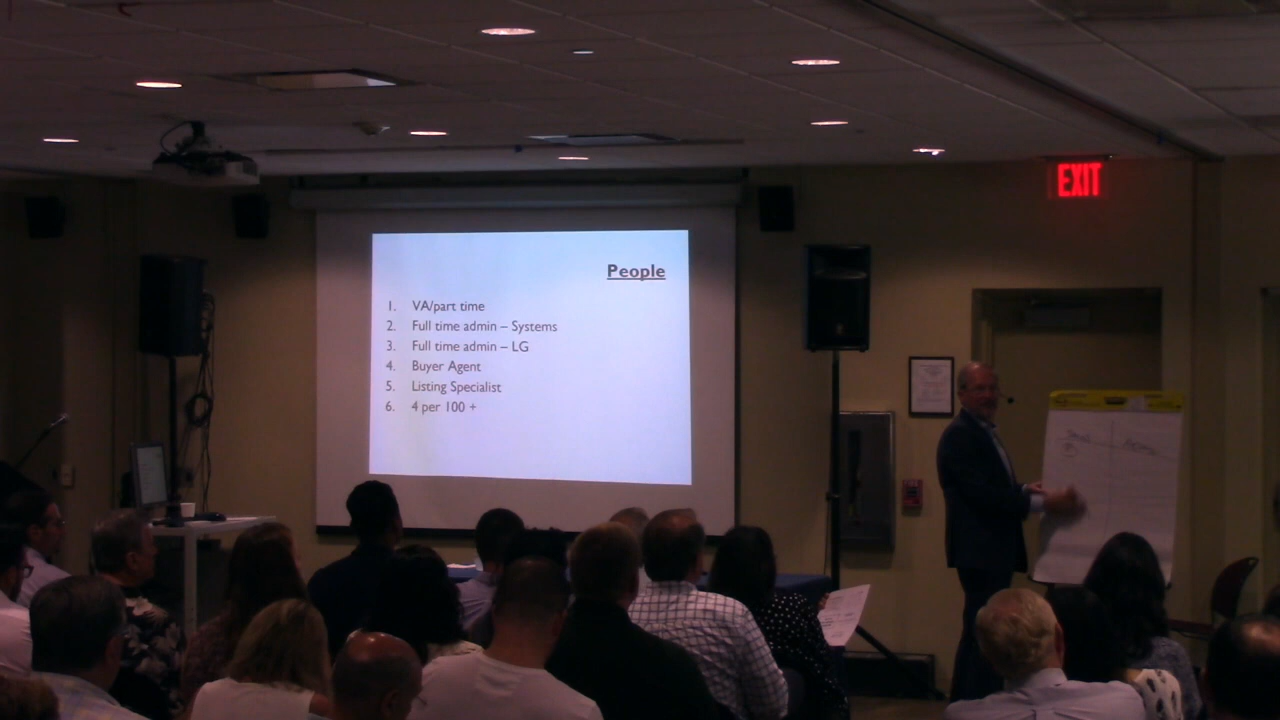 People
1. VA/part time
2. Full time admin – Systems
3. Full time admin – LG
4. Buyer Agent
5. Listing Specialist
6. 4 per 100 +
EXIT